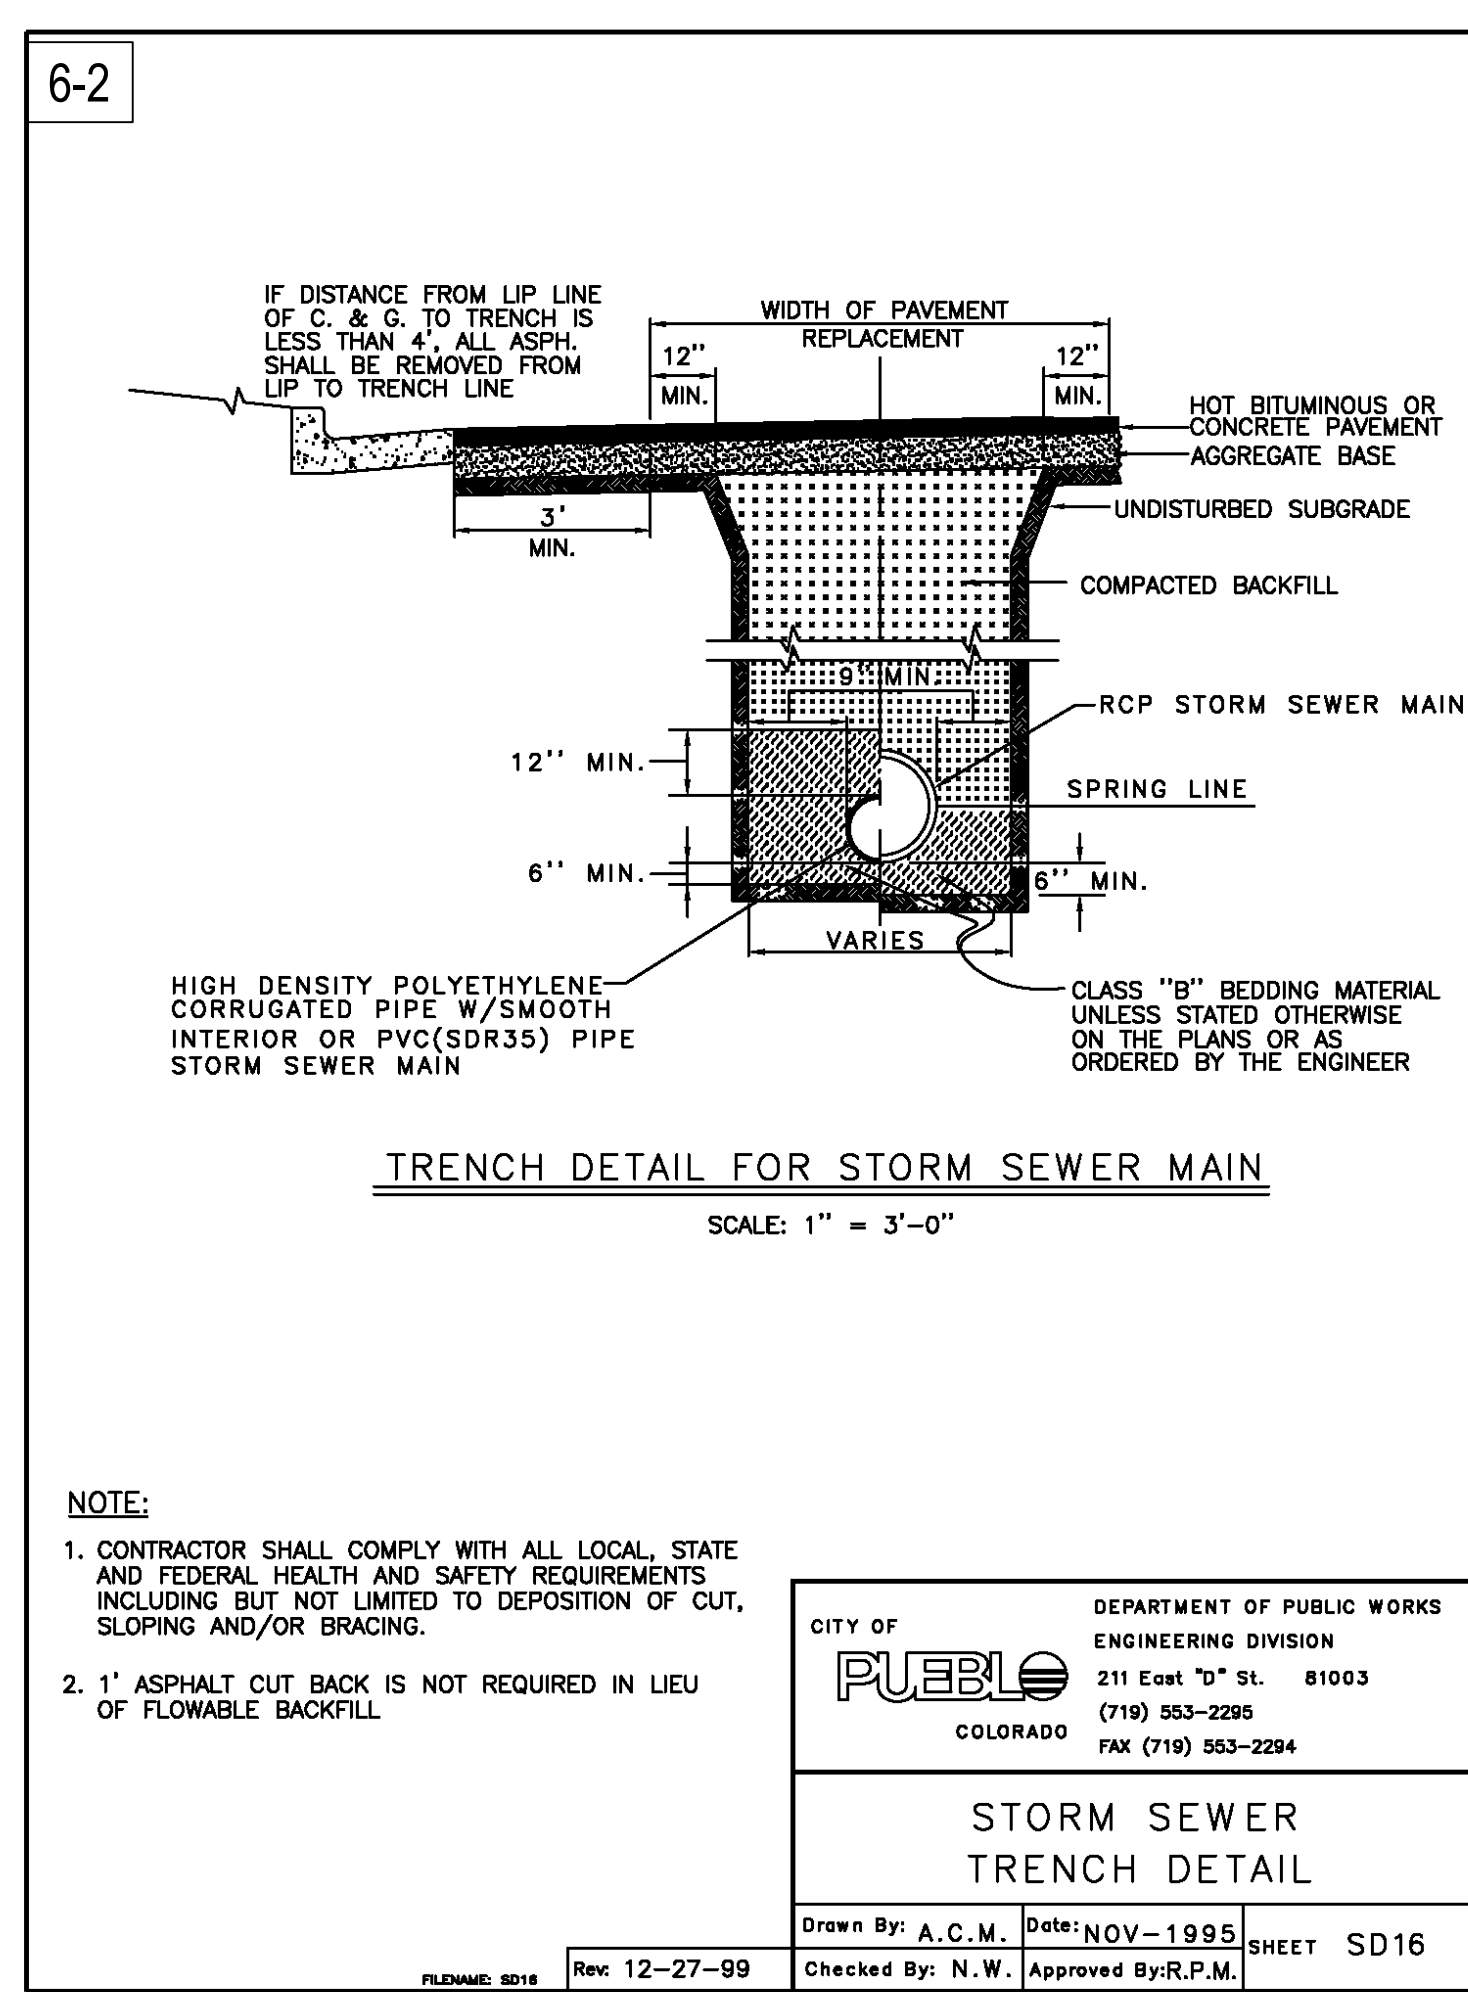 6-2
IF DISTANCE FROM LIP LINE
OF C. & G. TO TRENCH IS
LESS THAN 4', ALL ASPH.
SHALL BE REMOVED FROM
LIP TO TRENCH LINE
WIDTH OF PAVEMENT
REPLACEMENT
12''
MIN.
12''
MIN.
HOT BITUMINOUS OR
CONCRETE PAVEMENT
AGGREGATE BASE
UNDISTURBED SUBGRADE
3'
MIN.
COMPACTED BACKFILL
9'' MIN.
RCP STORM SEWER MAIN
12'' MIN.
SPRING LINE
6'' MIN.
6'' MIN.
VARIES
HIGH DENSITY POLYETHYLENE
CORRUGATED PIPE W/SMOOTH
INTERIOR OR PVC(SDR35) PIPE
STORM SEWER MAIN
CLASS ''B'' BEDDING MATERIAL
UNLESS STATED OTHERWISE
ON THE PLANS OR AS
ORDERED BY THE ENGINEER
TRENCH DETAIL FOR STORM SEWER MAIN
SCALE: 1'' = 3'-0''
NOTE:
1. CONTRACTOR SHALL COMPLY WITH ALL LOCAL, STATE
AND FEDERAL HEALTH AND SAFETY REQUIREMENTS
INCLUDING BUT NOT LIMITED TO DEPOSITION OF CUT,
SLOPING AND/OR BRACING.
2. 1' ASPHALT CUT BACK IS NOT REQUIRED IN LIEU
OF FLOWABLE BACKFILL
CITY OF
PUEBLO
COLORADO
DEPARTMENT OF PUBLIC WORKS
ENGINEERING DIVISION
211 East "D" St. 81003
(719) 553-2295
FAX (719) 553-2294
STORM SEWER
TRENCH DETAIL
Drawn By: A.C.M.
Date: NOV-1995
SHEET SD16
FILENAME: SD16
Rev: 12-27-99
Checked By: N.W.
Approved By:R.P.M.